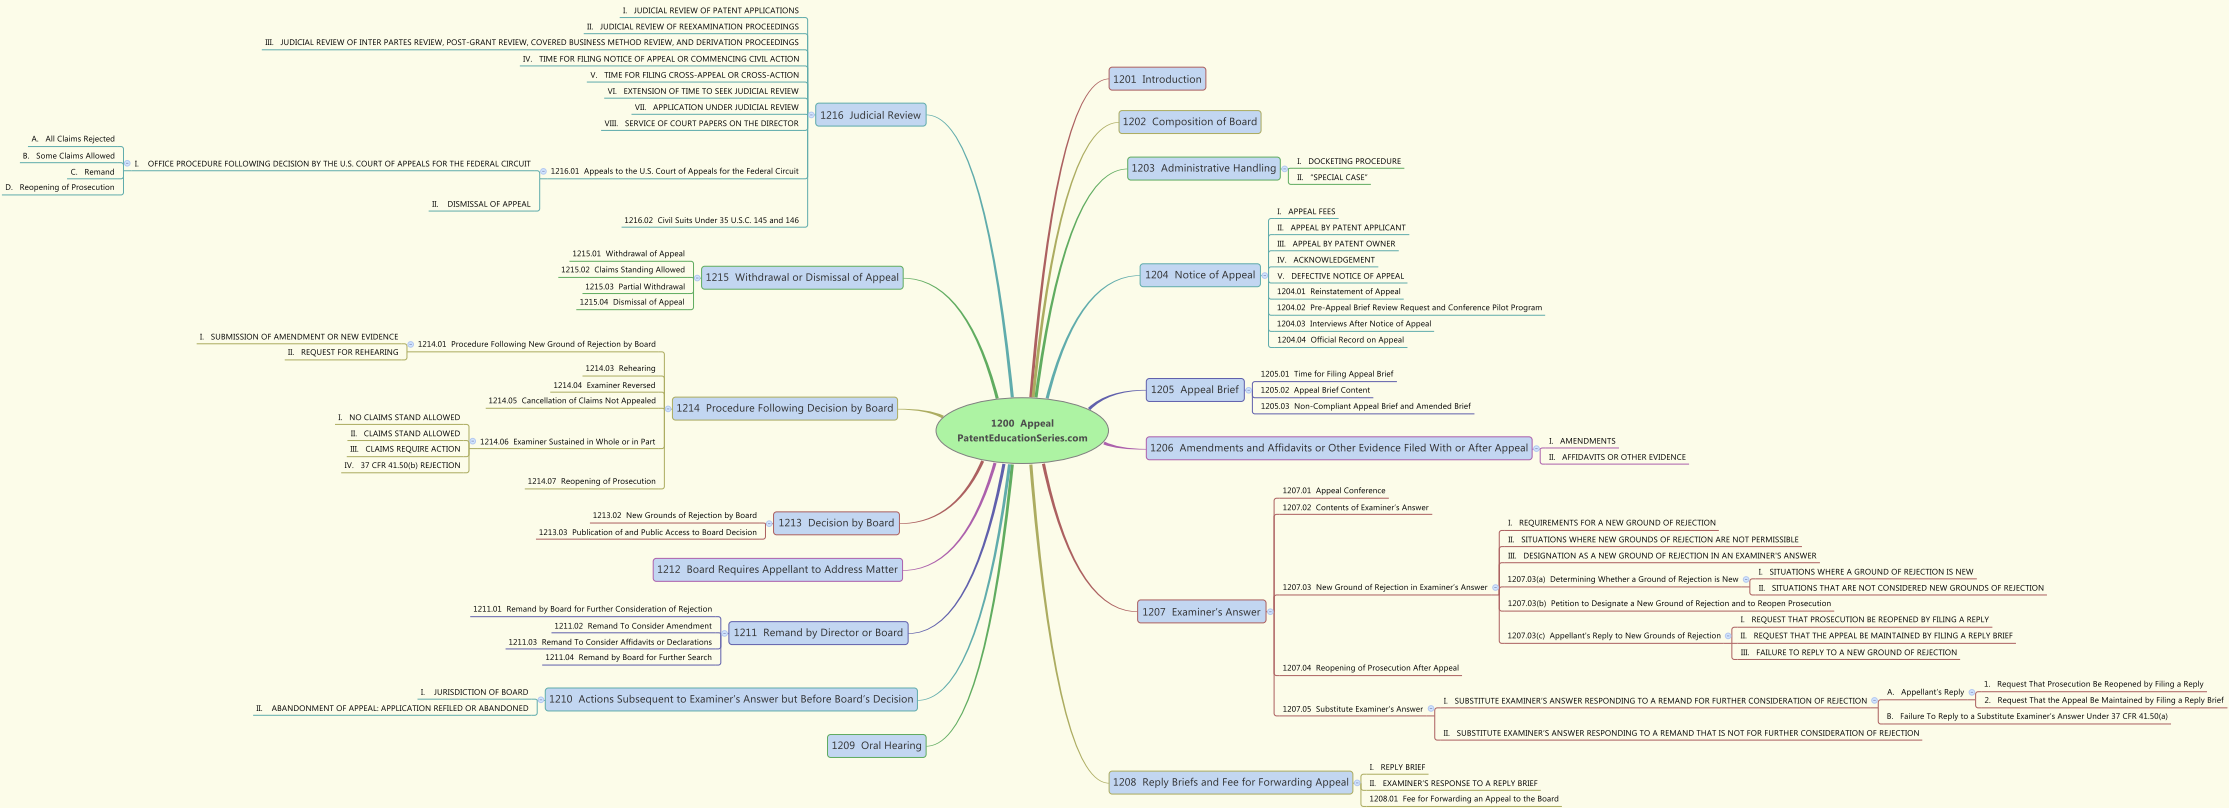 1200 Appeal
PatentEducationSeries.com
1201 Introduction
1202 Composition of Board
1203 Administrative Handling
I. DOCKETING PROCEDURE
II. "SPECIAL CASE"
1204 Notice of Appeal
I. APPEAL FEES
II. APPEAL BY PATENT APPLICANT
III. APPEAL BY PATENT OWNER
IV. ACKNOWLEDGEMENT
V. DEFECTIVE NOTICE OF APPEAL
1204.01 Reinstatement of Appeal
1204.02 Pre-Appeal Brief Review Request and Conference Pilot Program
1204.03 Interviews After Notice of Appeal
1204.04 Official Record on Appeal
1205 Appeal Brief
1205.01 Time for Filing Appeal Brief
1205.02 Appeal Brief Content
1205.03 Non-Compliant Appeal Brief and Amended Brief
1206 Amendments and Affidavits or Other Evidence Filed With or After Appeal
I. AMENDMENTS
II. AFFIDAVITS OR OTHER EVIDENCE
1207 Examiner's Answer
1207.01 Appeal Conference
1207.02 Contents of Examiner's Answer
1207.03 New Ground of Rejection in Examiner's Answer
I. REQUIREMENTS FOR A NEW GROUND OF REJECTION
II. SITUATIONS WHERE NEW GROUNDS OF REJECTION ARE NOT PERMISSIBLE
III. DESIGNATION AS A NEW GROUND OF REJECTION IN AN EXAMINER'S ANSWER
1207.03(a) Determining Whether a Ground of Rejection is New
I. SITUATIONS WHERE A GROUND OF REJECTION IS NEW
II. SITUATIONS THAT ARE NOT CONSIDERED NEW GROUNDS OF REJECTION
1207.03(b) Petition to Designate a New Ground of Rejection and to Reopen Prosecution
1207.03(c) Appellant's Reply to New Grounds of Rejection
I. REQUEST THAT PROSECUTION BE REOPENED BY FILING A REPLY
II. REQUEST THAT THE APPEAL BE MAINTAINED BY FILING A REPLY BRIEF
III. FAILURE TO REPLY TO A NEW GROUND OF REJECTION
1207.04 Reopening of Prosecution After Appeal
1207.05 Substitute Examiner's Answer
I. SUBSTITUTE EXAMINER'S ANSWER RESPONDING TO A REMAND FOR FURTHER CONSIDERATION OF REJECTION
A. Appellant's Reply
1. Request That Prosecution Be Reopened by Filing a Reply
2. Request That the Appeal Be Maintained by Filing a Reply Brief
B. Failure To Reply to a Substitute Examiner's Answer Under 37 CFR 41.50(a)
II. SUBSTITUTE EXAMINER'S ANSWER RESPONDING TO A REMAND THAT IS NOT FOR FURTHER CONSIDERATION OF REJECTION
1208 Reply Briefs and Fee for Forwarding Appeal
I. REPLY BRIEF
II. EXAMINER'S RESPONSE TO A REPLY BRIEF
1208.01 Fee for Forwarding an Appeal to the Board
1209 Oral Hearing
1210 Actions Subsequent to Examiner's Answer but Before Board's Decision
I. JURISDICTION OF BOARD
II. ABANDONMENT OF APPEAL: APPLICATION REFILED OR ABANDONED
1211 Remand by Director or Board
1211.01 Remand by Board for Further Consideration of Rejection
1211.02 Remand To Consider Amendment
1211.03 Remand To Consider Affidavits or Declarations
1211.04 Remand by Board for Further Search
1212 Board Requires Appellant to Address Matter
1213 Decision by Board
1213.02 New Grounds of Rejection by Board
1213.03 Publication of and Public Access to Board Decision
1214 Procedure Following Decision by Board
1214.01 Procedure Following New Ground of Rejection by Board
I. SUBMISSION OF AMENDMENT OR NEW EVIDENCE
II. REQUEST FOR REHEARING
1214.03 Rehearing
1214.04 Examiner Reversed
1214.05 Cancellation of Claims Not Appealed
1214.06 Examiner Sustained in Whole or in Part
I. NO CLAIMS STAND ALLOWED
II. CLAIMS STAND ALLOWED
III. CLAIMS REQUIRE ACTION
IV. 37 CFR 41.50(b) REJECTION
1214.07 Reopening of Prosecution
1215 Withdrawal or Dismissal of Appeal
1215.01 Withdrawal of Appeal
1215.02 Claims Standing Allowed
1215.03 Partial Withdrawal
1215.04 Dismissal of Appeal
1216 Judicial Review
I. JUDICIAL REVIEW OF PATENT APPLICATIONS
II. JUDICIAL REVIEW OF REEXAMINATION PROCEEDINGS
III. JUDICIAL REVIEW OF INTER PARTES REVIEW, POST-GRANT REVIEW, COVERED BUSINESS METHOD REVIEW, AND DERIVATION PROCEEDINGS
IV. TIME FOR FILING NOTICE OF APPEAL OR COMMENCING CIVIL ACTION
V. TIME FOR FILING CROSS-APPEAL OR CROSS-ACTION
VI. EXTENSION OF TIME TO SEEK JUDICIAL REVIEW
VII. APPLICATION UNDER JUDICIAL REVIEW
VIII. SERVICE OF COURT PAPERS ON THE DIRECTOR
1216.01 Appeals to the U.S. Court of Appeals for the Federal Circuit
I. OFFICE PROCEDURE FOLLOWING DECISION BY THE U.S. COURT OF APPEALS FOR THE FEDERAL CIRCUIT
A. All Claims Rejected
B. Some Claims Allowed
C. Remand
D. Reopening of Prosecution
II. DISMISSAL OF APPEAL
1216.02 Civil Suits Under 35 U.S.C. 145 and 146